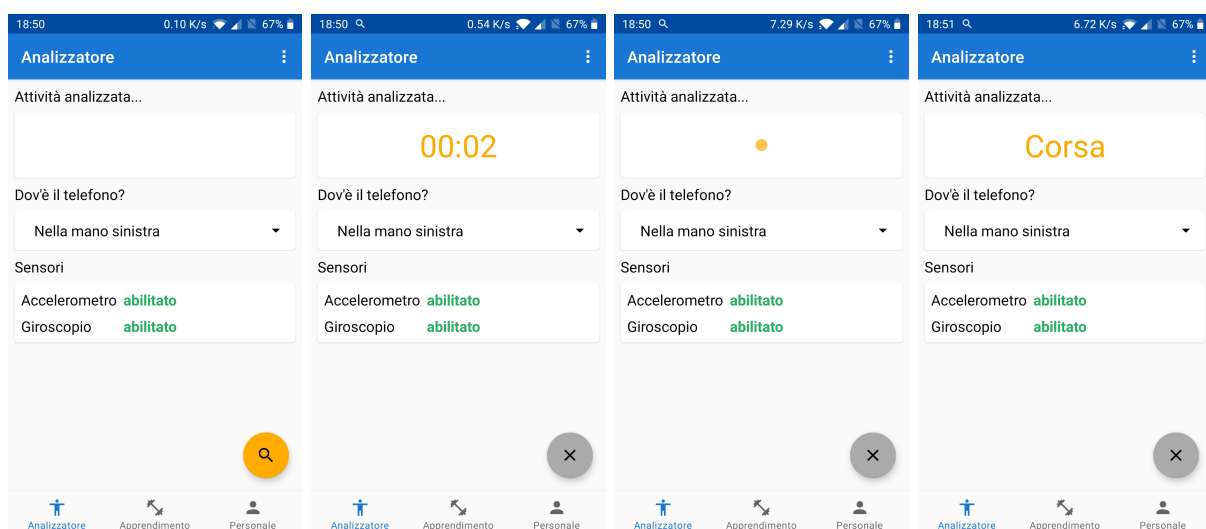 18:50 0.10 K/s 67%
Analizzatore
Attività analizzata...
Dov'è il telefono?
Nella mano sinistra
Sensori
Accelerometro abilitato
Giroscopio abilitato
Analizzatore Apprendimento Personale
18:50 0.54 K/s 67%
Analizzatore
Attività analizzata...
00:02
Dov'è il telefono?
Nella mano sinistra
Sensori
Accelerometro abilitato
Giroscopio abilitato
Analizzatore Apprendimento Personale
18:50 7.29 K/s 67%
Analizzatore
Attività analizzata...
Dov'è il telefono?
Nella mano sinistra
Sensori
Accelerometro abilitato
Giroscopio abilitato
Analizzatore Apprendimento Personale
18:51 6.72 K/s 67%
Analizzatore
Attività analizzata...
Corsa
Dov'è il telefono?
Nella mano sinistra
Sensori
Accelerometro abilitato
Giroscopio abilitato
Analizzatore Apprendimento Personale